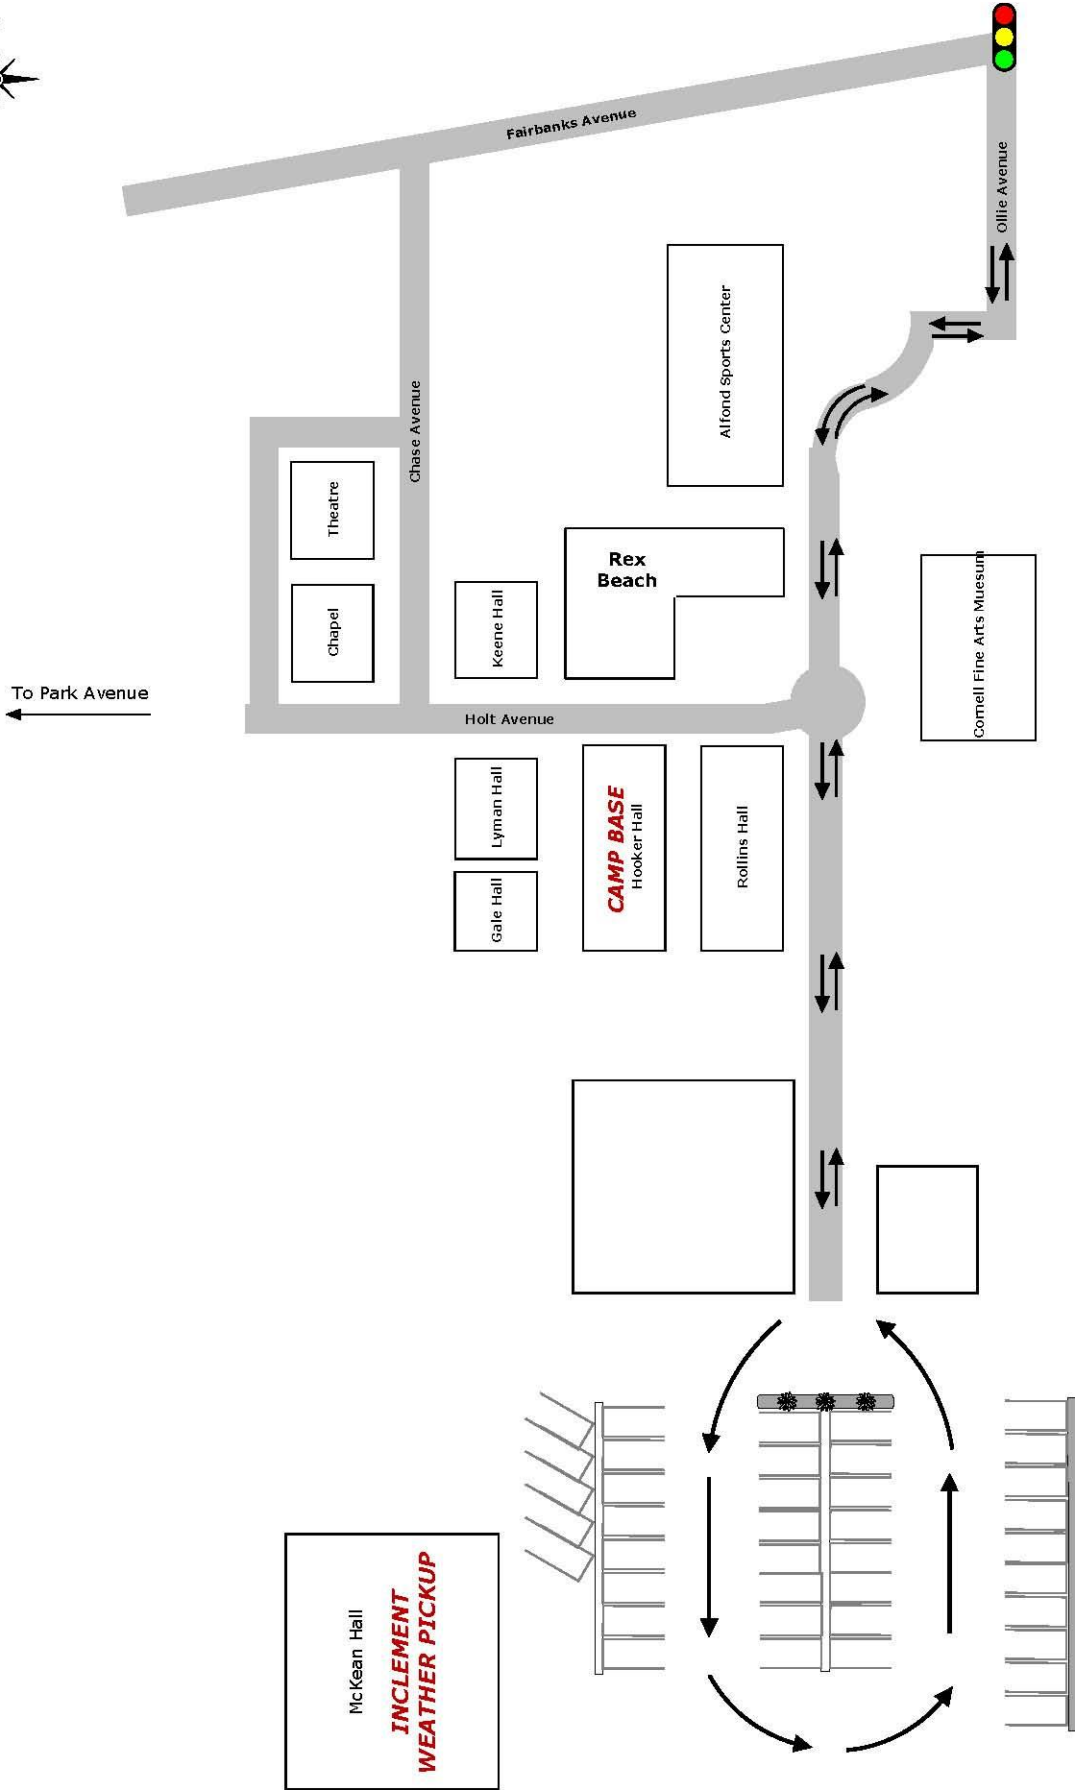 Fairbanks Avenue
Ollie Avenue
Alfond Sports Center
Chase Avenue
Theatre
Chapel
Rex
Beach
Keene Hall
Cornell Fine Arts Muesum
To Park Avenue
Holt Avenue
Lyman Hall
Gale Hall
CAMP BASE
Hooker Hall
Rollins Hall
McKean Hall
INCLEMENT
WEATHER PICKUP